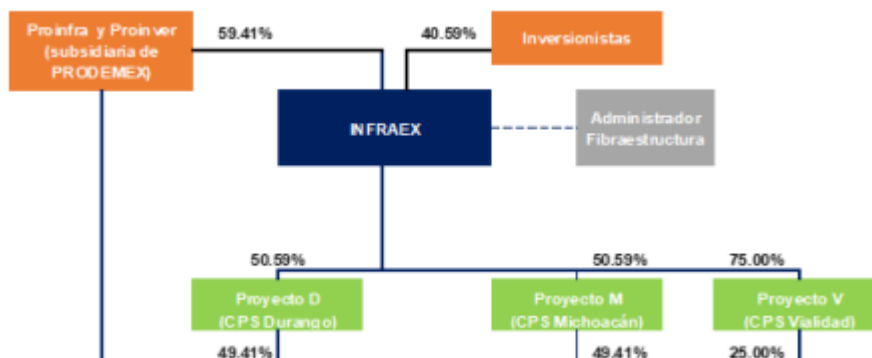 Proinfra y Proinver
(subsidiaria de
PRODEMEX)
59.41%
40.59%
Inversionistas
INFRAEX
Administrador
Fibraestructura
50.59%
50.59%
75.00%
Proyecto D
(CPS Durango)
Proyecto M
(CPS Michoacán)
Proyecto V
(CPS Vialidad)
49.41%
49.41%
25.00%